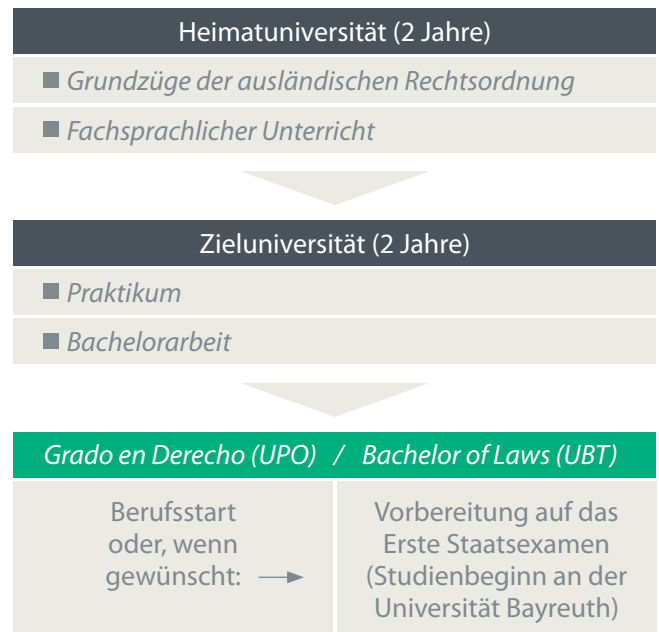 Heimatuniversität (2 Jahre)
Grundzüge der ausländischen Rechtsordnung
Fachsprachlicher Unterricht
Zieluniversität (2 Jahre)
Praktikum
Bachelorarbeit
Grado en Derecho (UPO) / Bachelor of Laws (UBT)
Berufsstart
oder, wenn
gewünscht:
Vorbereitung auf das
Erste Staatsexamen
(Studienbeginn an der
Universität Bayreuth)